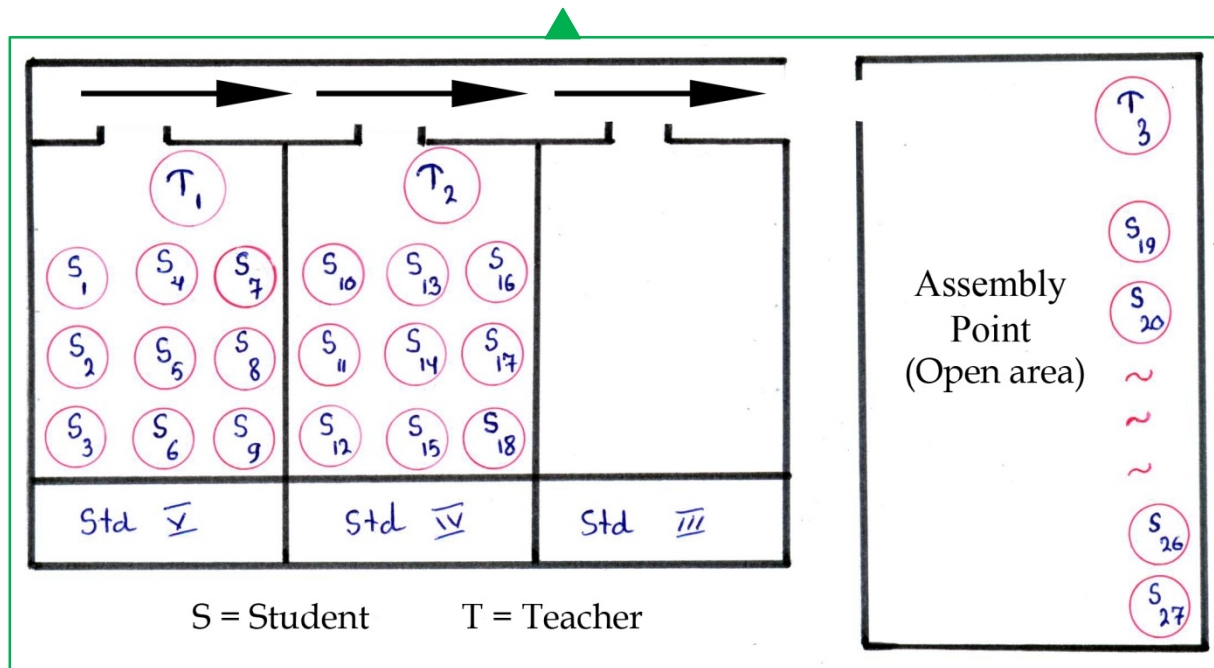 T 3
T1 T2
S1 S4 S7 S10 S13 S16 S19
S2 S5 S8 S11 S14 S17 S20
S3 S6 S9 S12 S15 S18
Assembly
Point
(Open area)
~
~
~
S26
S27
Std V Std IV Std III
S = Student T = Teacher